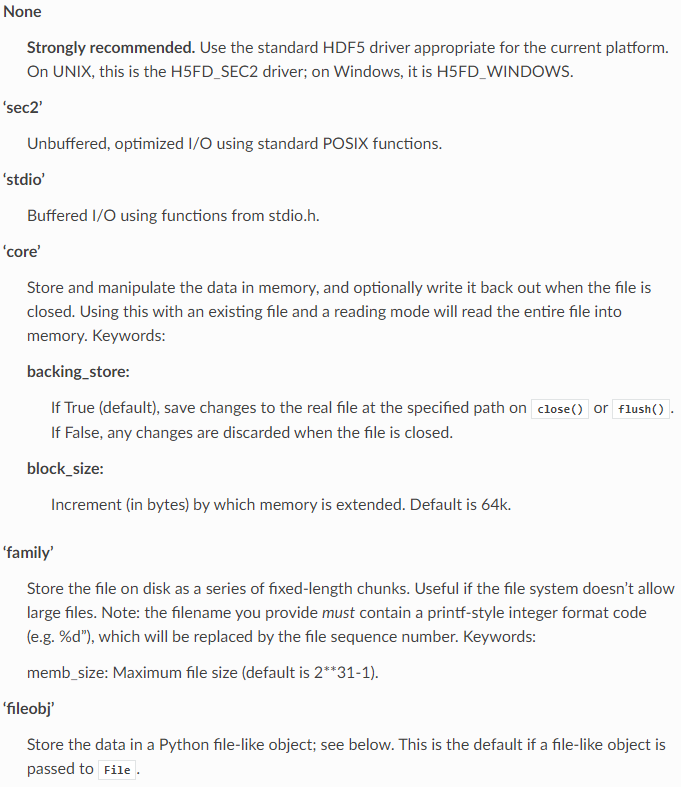 None
Strongly recommended. Use the standard HDF5 driver appropriate for the current platform.
On UNIX, this is the H5FD_SEC2 driver; on Windows, it is H5FD_WINDOWS.
‘sec2’
Unbuffered, optimized I/O using standard POSIX functions.
‘stdio’
Buffered I/O using functions from stdio.h.
‘core’
Store and manipulate the data in memory, and optionally write it back out when the file is
closed. Using this with an existing file and a reading mode will read the entire file into
memory. Keywords:
backing_store:
If True (default), save changes to the real file at the specified path on close() or flush().
If False, any changes are discarded when the file is closed.
block_size:
Increment (in bytes) by which memory is extended. Default is 64k.
‘family’
Store the file on disk as a series of fixed-length chunks. Useful if the file system doesn’t allow
large files. Note: the filename you provide must contain a printf-style integer format code
(e.g. %d”), which will be replaced by the file sequence number. Keywords:
memb_size: Maximum file size (default is 2**31-1).
‘fileobj’
Store the data in a Python file-like object; see below. This is the default if a file-like object is
passed to File.